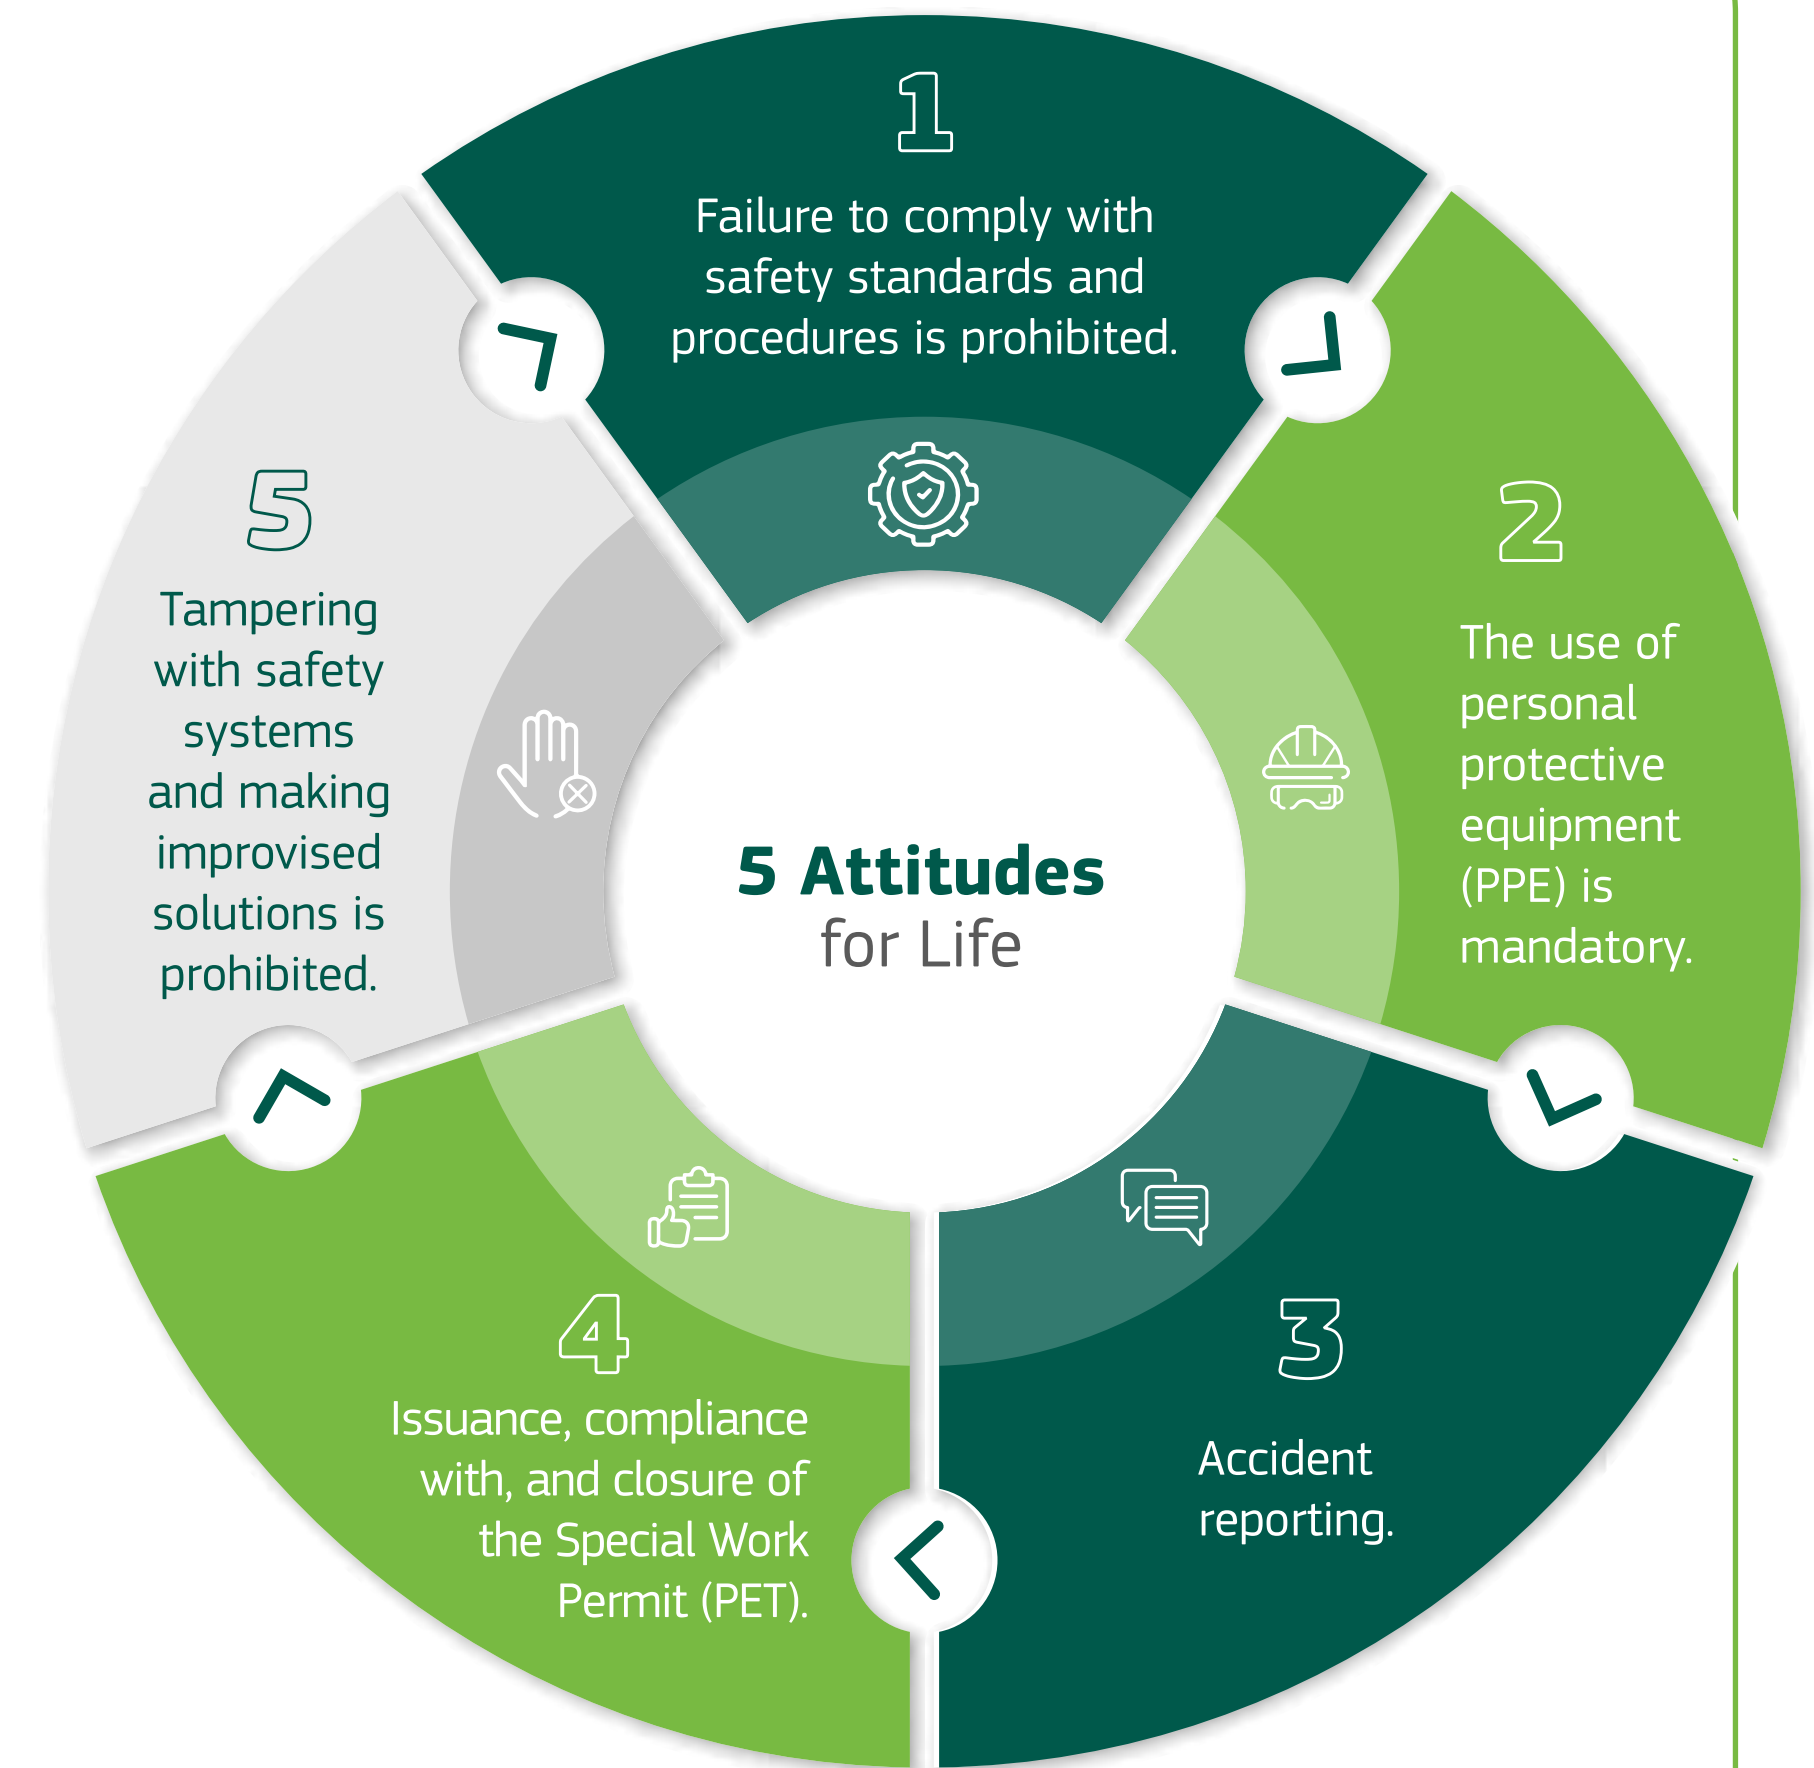 1
Failure to comply with
safety standards and
procedures is prohibited.
2
The use of
personal
protective
equipment
(PPE) is
mandatory.
3
Accident
reporting.
4
Issuance, compliance
with, and closure of
the Special Work
Permit (PET).
5
Tampering
with safety
systems
and making
improvised
solutions is
prohibited.
5 Attitudes
for Life